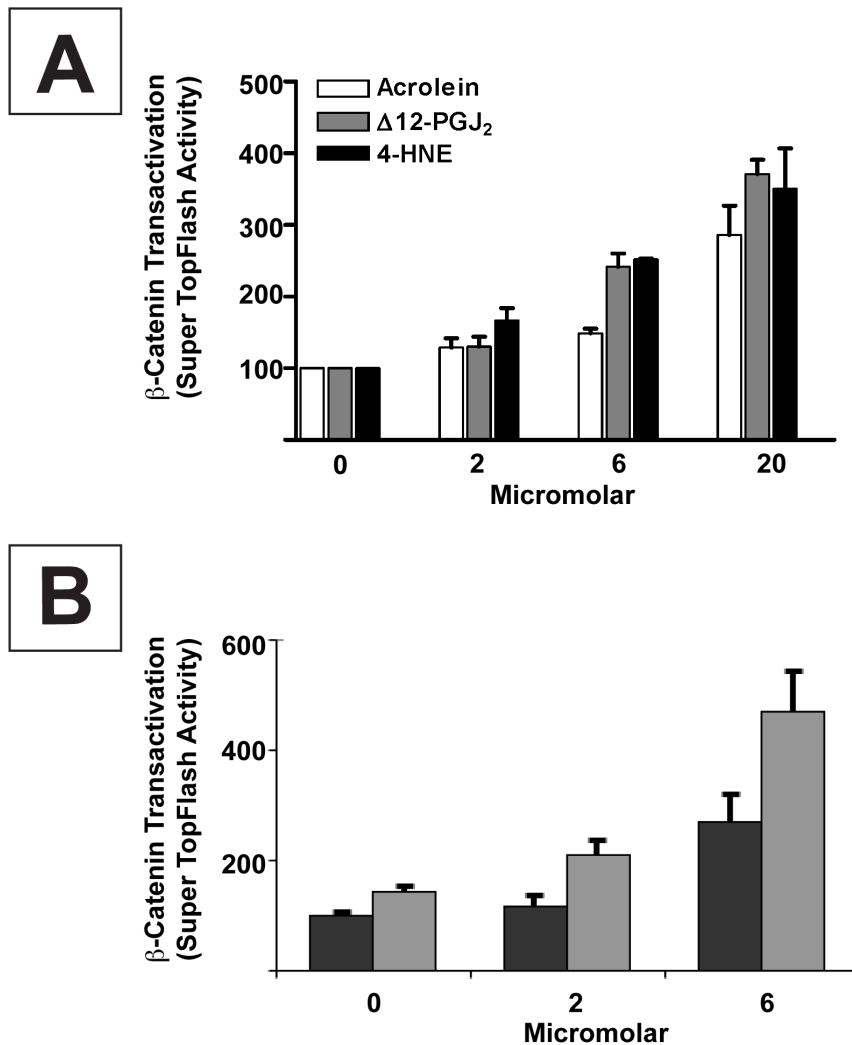 A
β-Catenin Transactivation
(Super TopFlash Activity)
500
400
300
200
100
Acrolein
Δ12-PGJ₂
4-HNE
0 2 6 20
Micromolar
B
β-Catenin Transactivation
(Super TopFlash Activity)
600
400
200
0 2 6
Micromolar